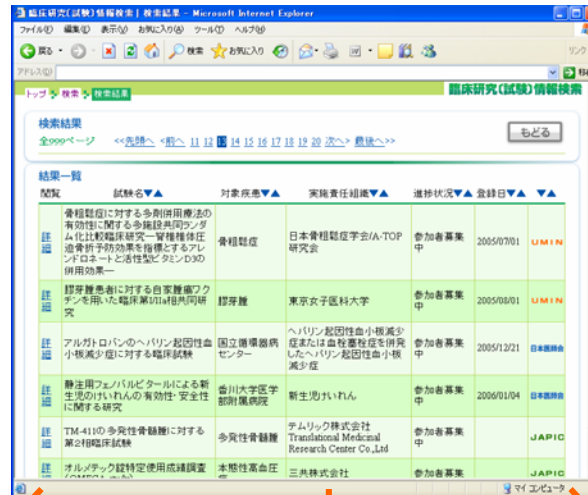 臨床研究(試験)情報検索 | 検索結果 - Microsoft Internet Explorer
ファイル(F) 編集(E) 表示(V) お気に入り(A) ツール(T) ヘルプ(H)
戻る 検索 お気に入り リンク
アドレス(D) 移
トップ 検索 検索結果 臨床研究(試験)情報検索
検索結果
全999ページ <<先頭へ <前へ 11 12 13 14 15 16 17 18 19 20 次へ> 最後へ>>
もどる
結果一覧
閲覧 試験名▼▲ 対象疾患▼▲ 実施責任組織▼▲ 進捗状況▼▲ 登録日▼▲ ▼▲
詳細
骨粗鬆症に対する多剤併用療法の
有効性に関する多施設共同ランダ
ム化比較臨床研究ー腎椎椎体圧
迫骨折予防効果を指標とするアレ
ンドロネートと活性型ビタミンD3の
併用効果ー
骨粗鬆症
日本骨粗鬆症学会/A-TOP
研究会
参加者募集
中
2005/07/01
UMIN
詳細
膠芽腫患者に対する自家腫瘍ワク
チンを用いた臨床第I/IIa相共同研
究
膠芽腫
東京女子医科大学
参加者募集
中
2005/08/01
UMIN
詳細
アルガトロバンのヘパリン起因性血
小板減少症に対する臨床試験
国立循環器病
センター
ヘパリン起因性血小板減少
症または血栓塞栓症を併発
したヘパリン起因性血小板
減少症
参加者募集
中
2005/12/21
日本医師会
詳細
静注用フェノバルビタールによる新
生児のけいれんの有効性・安全性
に関する研究
香川大学医学
部附属病院
新生児けいれん
参加者募集
中
2006/01/04
日本医師会
詳細
TM-411の多発性骨髄腫に対する
第2相臨床試験
多発性骨髄腫
テムリック株式会社
Translational Medicinal
Research Center Co.,Ltd
参加者募集
中
JAPIC
詳細
オルメテック錠特定使用成績調査
本態性高血圧
三共株式会社
参加者募集
JAPIC
マイ コンピュータ